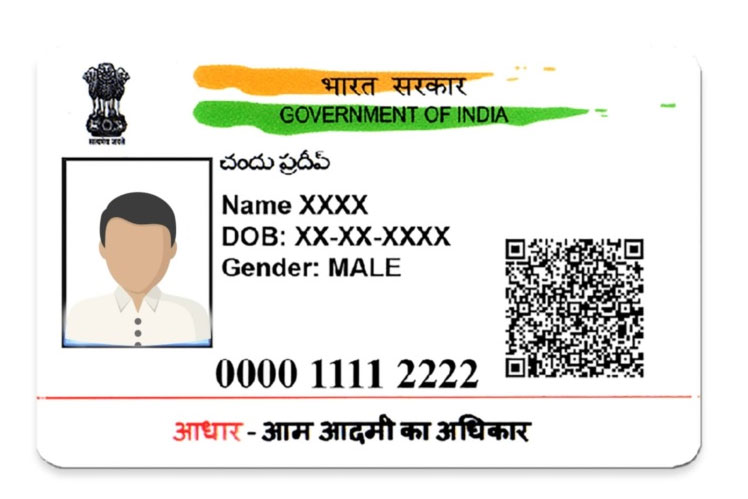 भारत सरकार
GOVERNMENT OF INDIA
सत्यमेव जयते
చందు ప్రదీప్
Name XXXX
DOB: XX-XX-XXXX
Gender: MALE
0000 1111 2222
आधार - आम आदमी का अधिकार